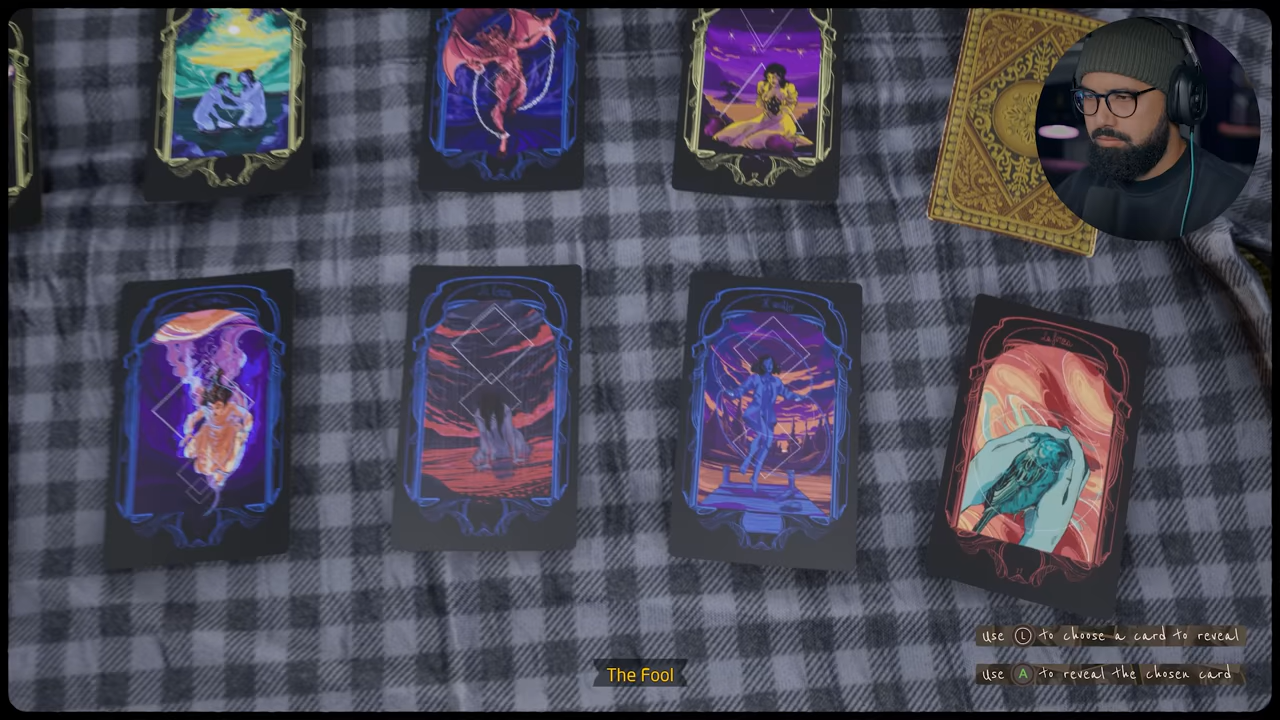 use L to choose a card to reveal
The Fool
use A to reveal the chosen card